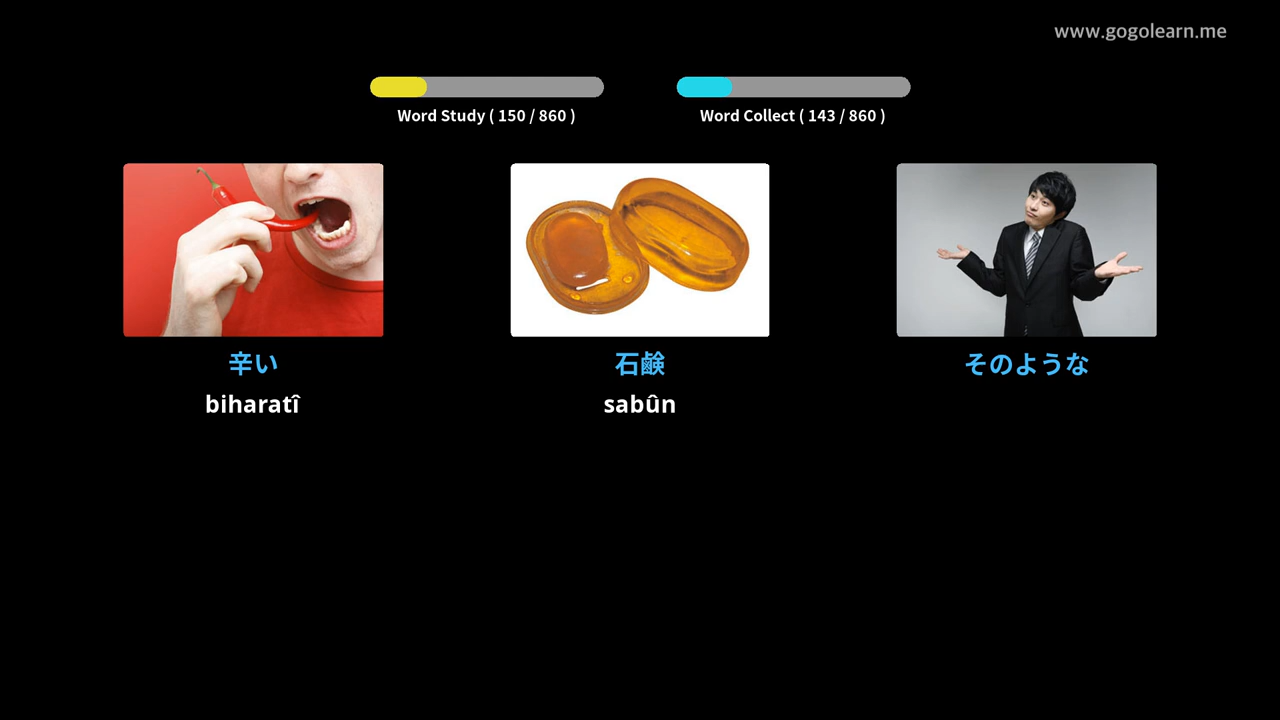 www.gogolearn.me
Word Study ( 150 / 860 )
Word Collect ( 143 / 860 )
辛い
石鹸
そのような
biharatî
sabûn